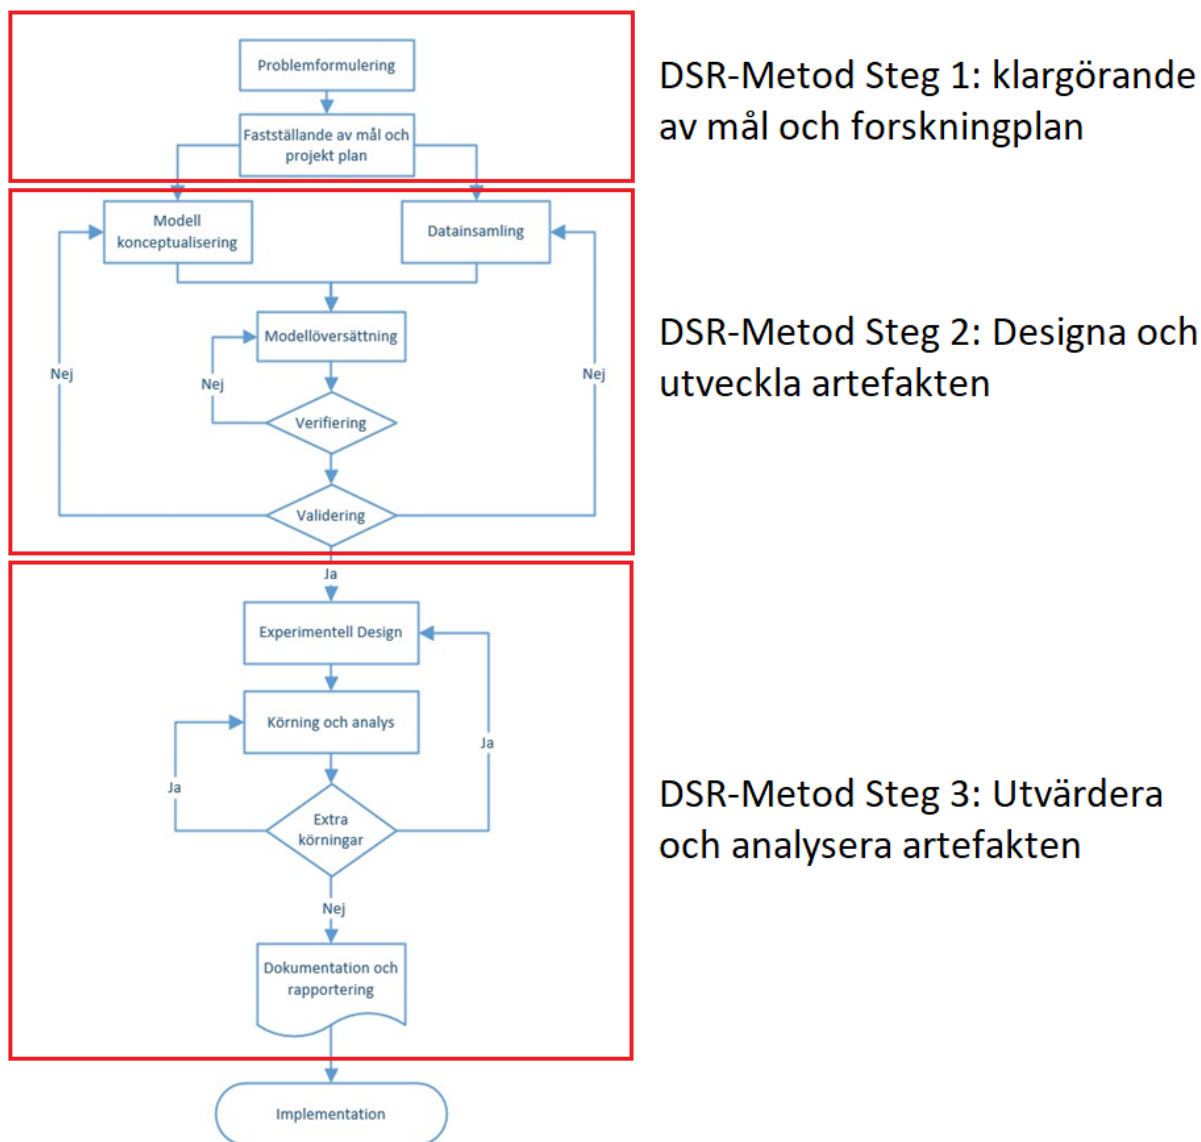 Problemformulering
Fastställande av mål och
projekt plan
DSR-Metod Steg 1: klargörande
av mål och forskningplan
Modell
konceptualisering
Datainsamling
Modellöversättning
Nej
Nej
Nej
Verifiering
Validering
DSR-Metod Steg 2: Designa och
utveckla artefakten
Ja
Experimentell Design
Körning och analys
Ja
Ja
Extra
körningar
Nej
Dokumentation och
rapportering
DSR-Metod Steg 3: Utvärdera
och analysera artefakten
Implementation